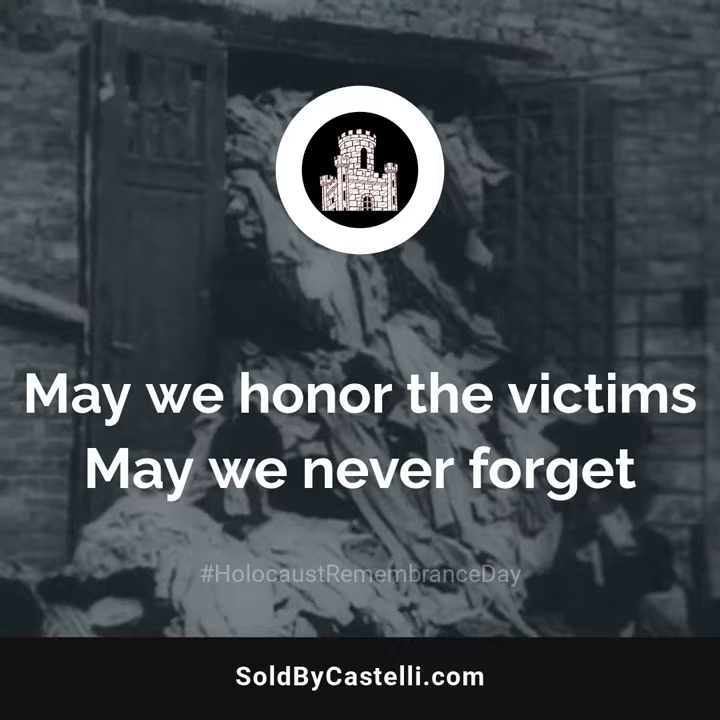 May we honor the victims
May we never forget
#HolocaustRemembranceDay
SoldByCastelli.com